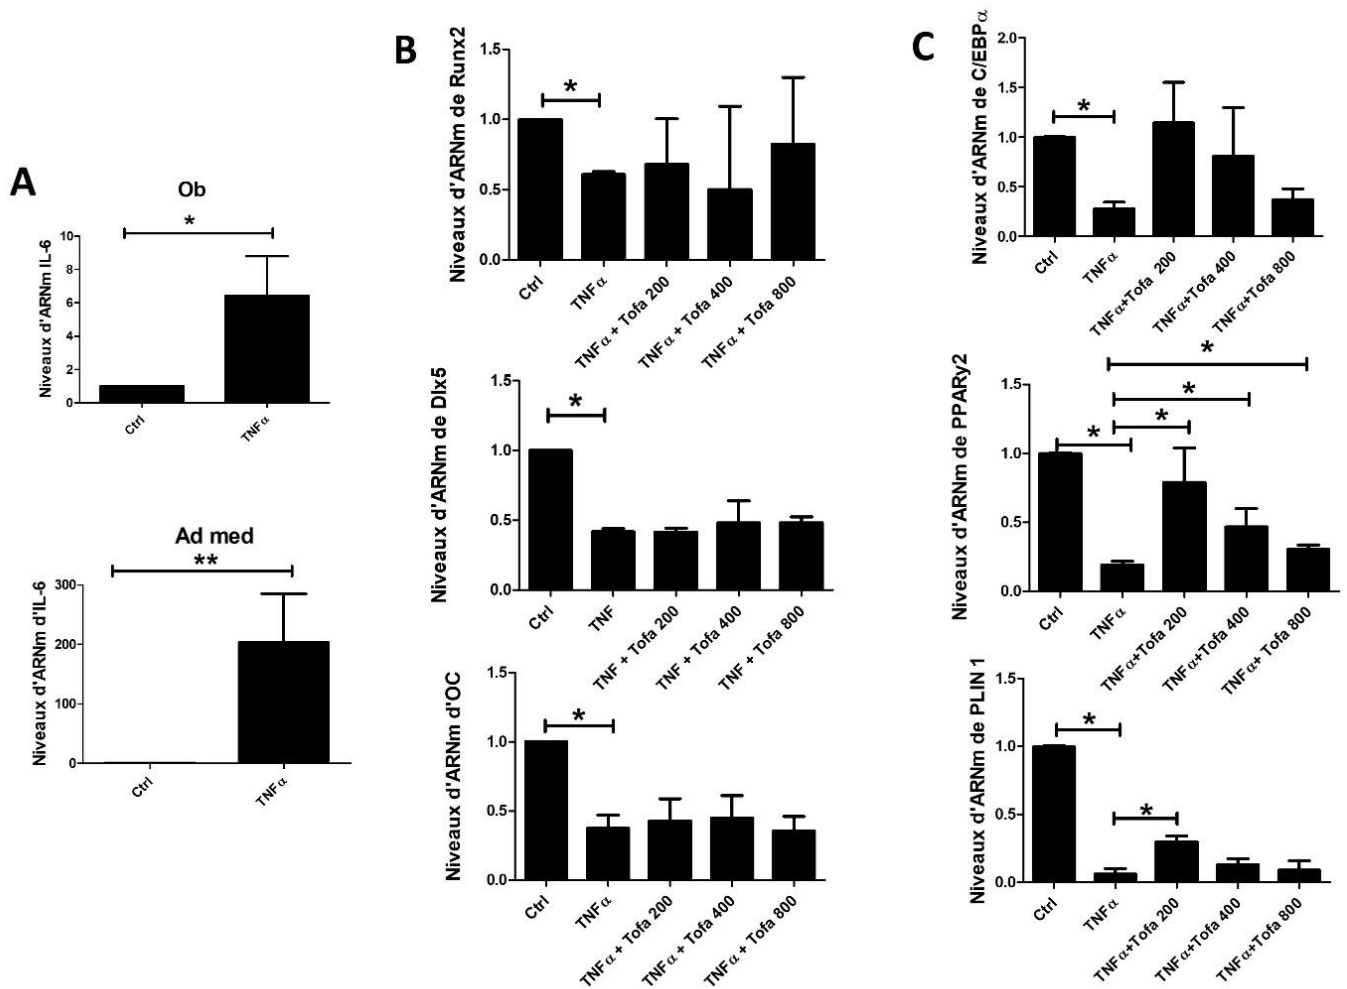 A
Ob
*
Niveaux d'ARNm IL-6
10
8
6
4
2
0
Ctrl
TNFα
Ad med
**
Niveaux d'ARNm d'IL-6
300
200
100
0
Ctrl
TNFα
B
Niveaux d'ARNm de Runx2
1.5
1.0
0.5
0.0
*
Ctrl
TNFα
TNFα + Tofa 200
TNFα + Tofa 400
TNFα + Tofa 800
Niveaux d'ARNm de Dlx5
1.5
1.0
0.5
0.0
*
Ctrl
TNF
TNF + Tofa 200
TNF + Tofa 400
TNF + Tofa 800
Niveaux d'ARNm d'OC
1.5
1.0
0.5
0.0
*
Ctrl
TNFα
TNFα + Tofa 200
TNFα + Tofa 400
TNFα + Tofa 800
C
Niveaux d'ARNm de C/EBPα
2.0
1.5
1.0
0.5
0.0
*
Ctrl
TNFα
TNFα+Tofa 200
TNFα+Tofa 400
TNFα+Tofa 800
Niveaux d'ARNm de PPARy2
1.5
1.0
0.5
0.0
*
*
*
*
Ctrl
TNFα
TNFα+Tofa 200
TNFα+Tofa 400
TNFα+ Tofa 800
Niveaux d'ARNm de PLIN1
1.5
1.0
0.5
0.0
*
*
Ctrl
TNFα
TNFα+Tofa 200
TNFα+Tofa 400
TNFα+Tofa 800